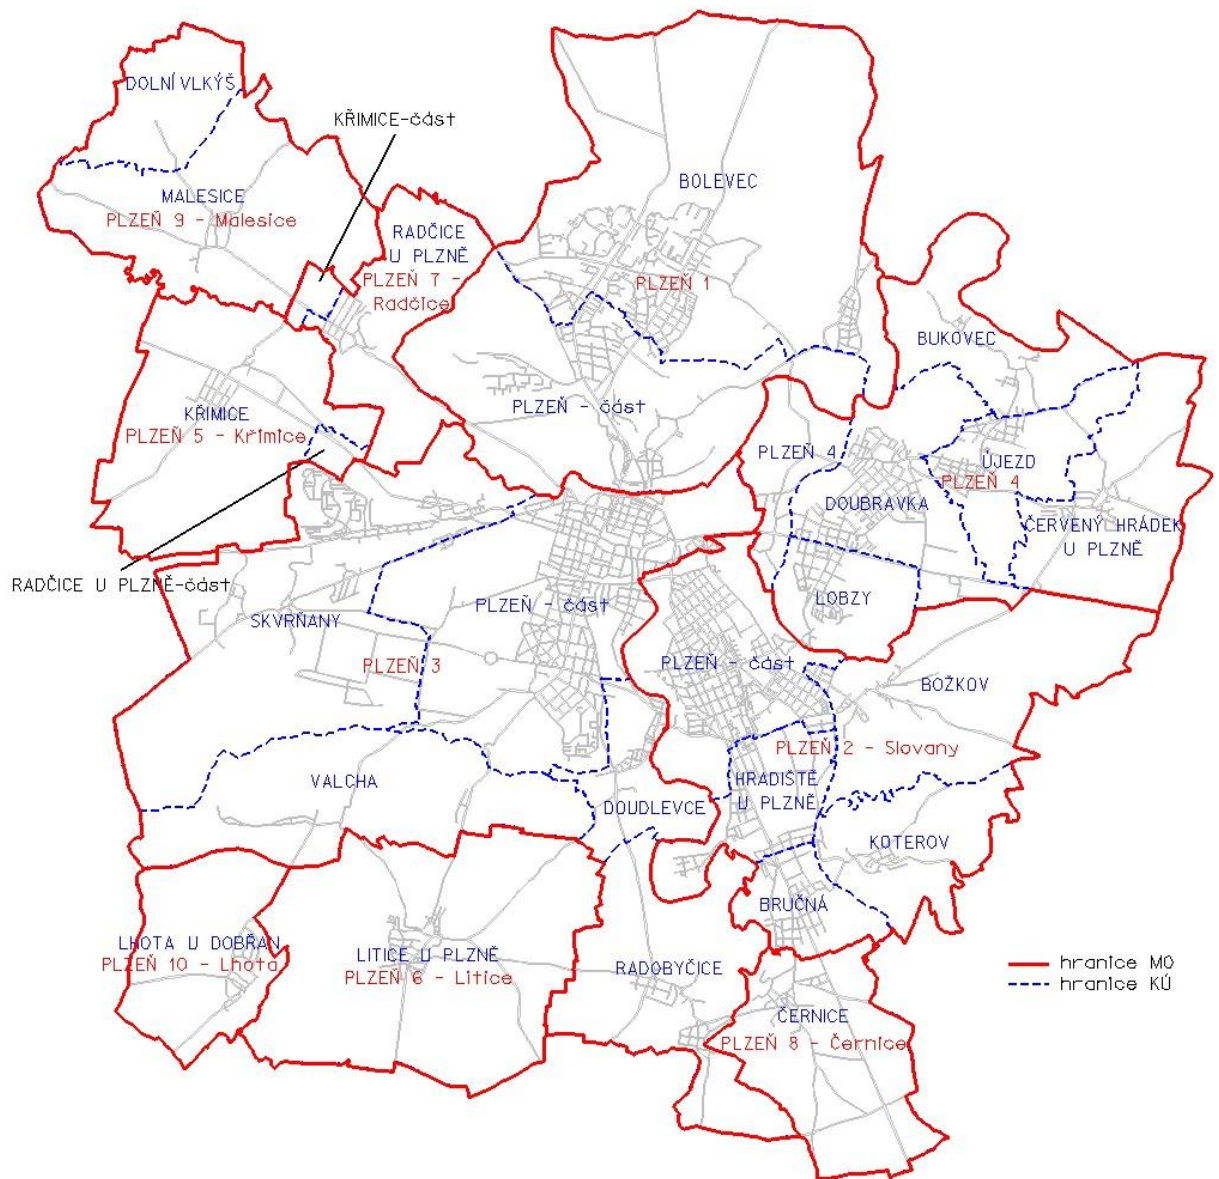 DOLNÍ VLKÝŠ
KŘIMICE-část
MALESICE
PLZEŇ 9 - Malesice
RADČICE
U PLZNĚ
PLZEŇ 7 -
Radčice
BOLEVEC
PLZEŇ 1
BUKOVEC
KŘIMICE
PLZEŇ 5 - Křimice
PLZEŇ - část
PLZEŇ 4
ÚJEZD
PLZEŇ 4
DOUBRAVKA
ČERVENÝ HRÁDEK
U PLZNĚ
RADČICE U PLZNĚ-část
SKVRŇANY
PLZEŇ - část
LOBZY
PLZEŇ 3
PLZEŇ - část
BOŽKOV
PLZEŇ 2 - Slovany
VALCHA
HRADIŠTĚ
U PLZNĚ
DOUDLEVCE
KOTEROV
BRUČNÁ
LHOTA U DOBŘAN
PLZEŇ 10 - Lhota
LITICE U PLZNĚ
PLZEŇ 6 - Litice
RADOBYČICE
ČERNICE
PLZEŇ 8 - Černice
hranice MO
hranice KÚ